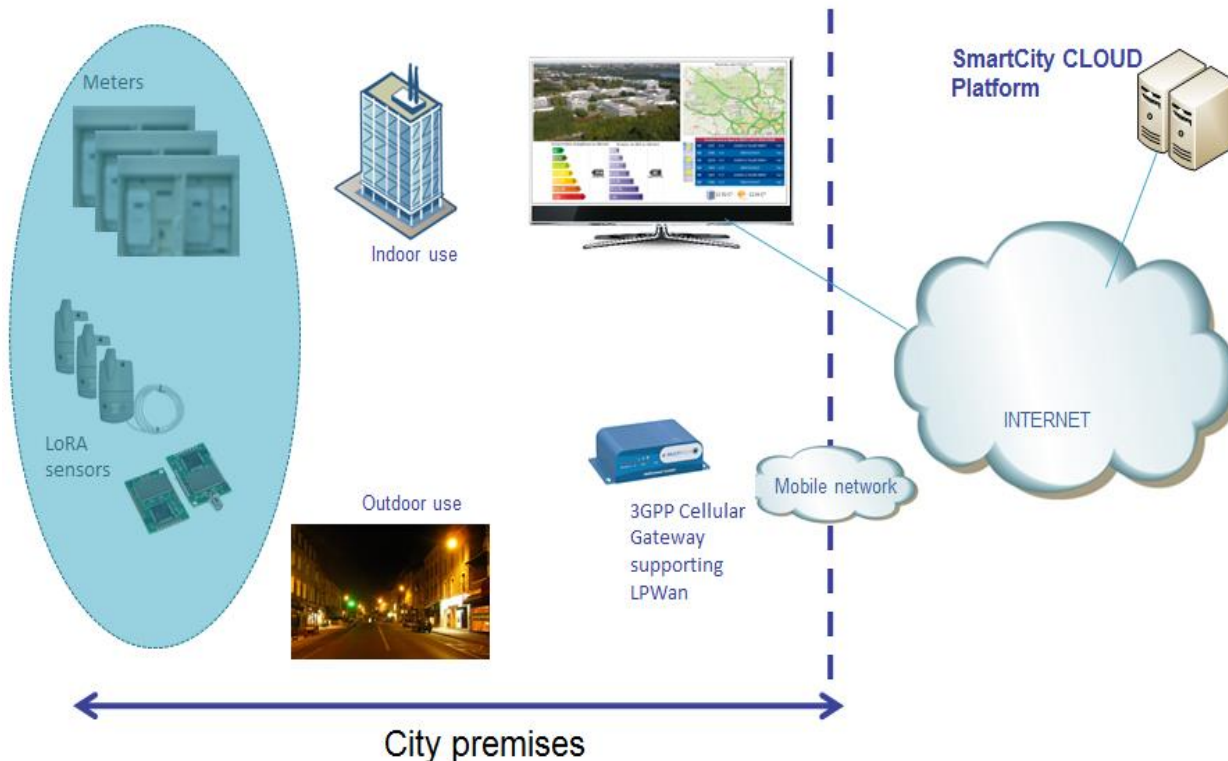 Meters
SmartCity CLOUD
Platform
Indoor use
LoRA
sensors
INTERNET
Mobile network
Outdoor use
3GPP Cellular
Gateway
supporting
LPWan
City premises